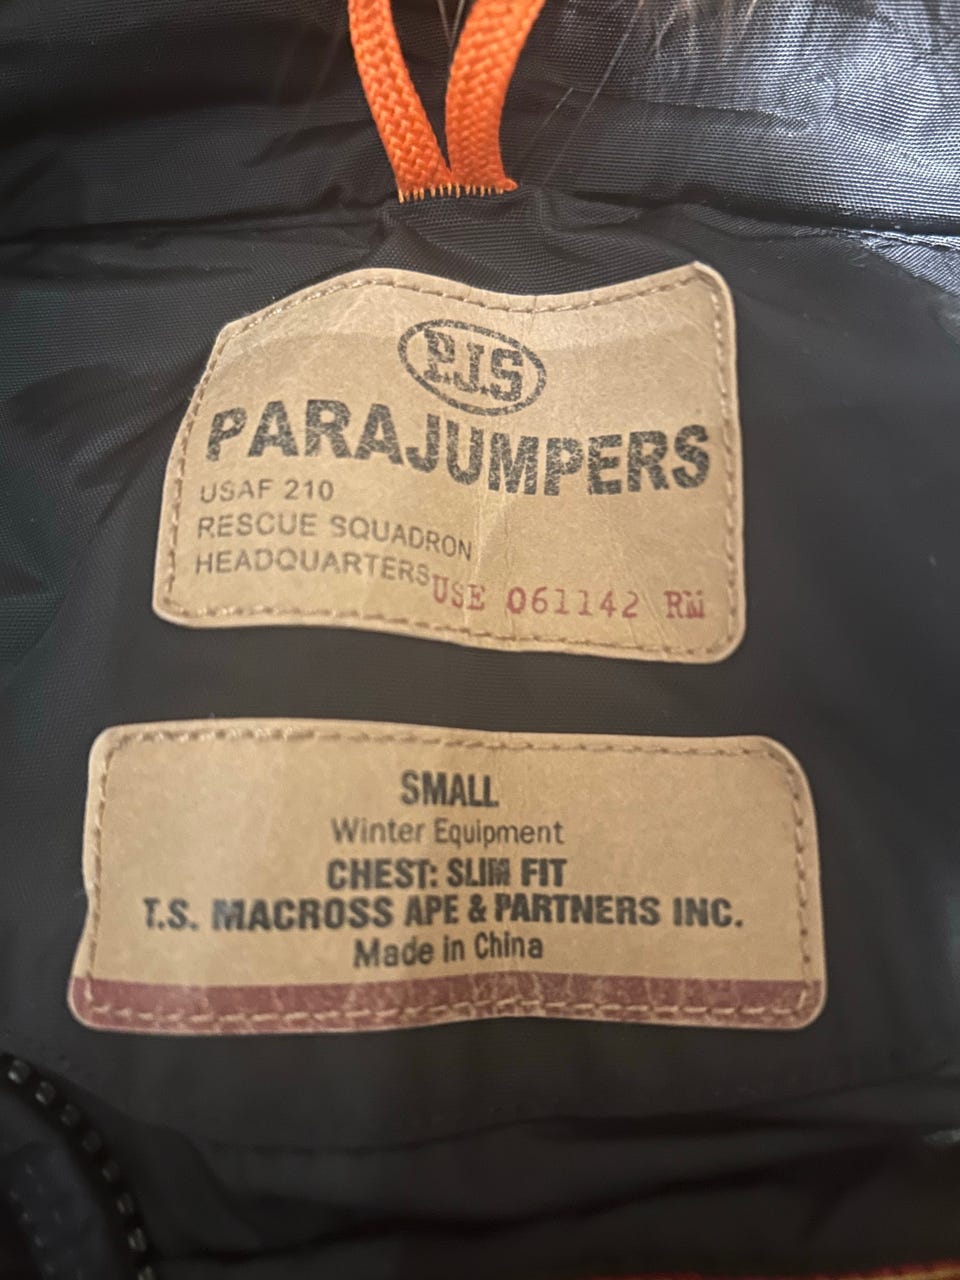 P.J.S
PARAJUMPERS
USAF 210
RESCUE SQUADRON
HEADQUARTERS
USE 061142 RM
SMALL
Winter Equipment
CHEST: SLIM FIT
T.S. MACROSS APE & PARTNERS INC.
Made in China